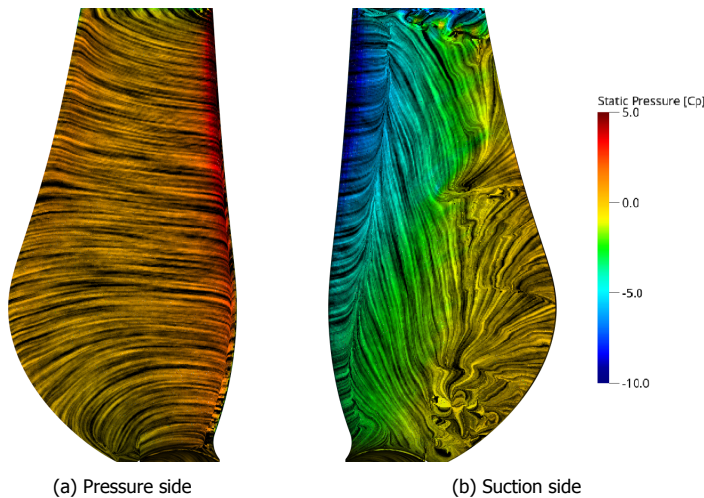 Static Pressure [Cp]
5.0
0.0
-5.0
-10.0
(a) Pressure side
(b) Suction side